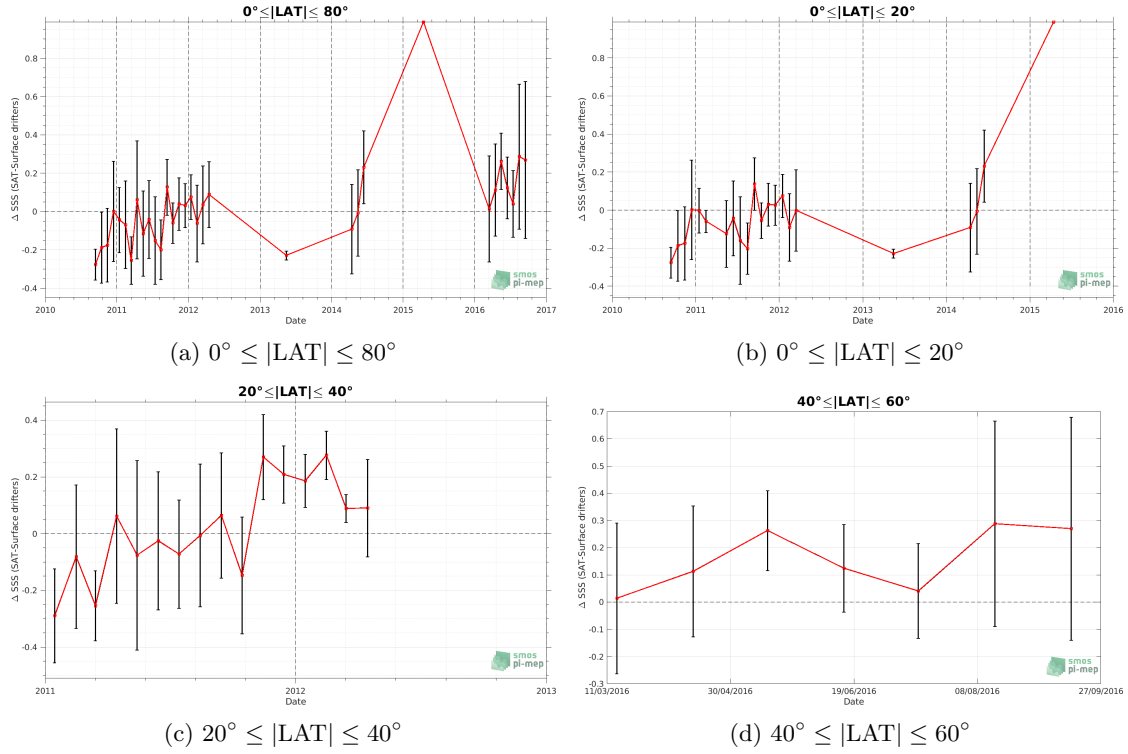 0°≤|LAT|≤ 80°
Δ SSS (SAT-Surface drifters)
0.8
0.6
0.4
0.2
0
-0.2
-0.4
2010
2011
2012
2013
2014
2015
2016
2017
Date
smos
pi-mep
(a) 0° ≤ |LAT| ≤ 80°
0°≤|LAT|≤ 20°
Δ SSS (SAT-Surface drifters)
0.8
0.6
0.4
0.2
0
-0.2
-0.4
2010
2011
2012
2013
2014
2015
2016
Date
smos
pi-mep
(b) 0° ≤ |LAT| ≤ 20°
20°≤|LAT|≤ 40°
Δ SSS (SAT-Surface drifters)
0.4
0.2
0
-0.2
-0.4
2011
2012
2013
Date
smos
pi-mep
(c) 20° ≤ |LAT| ≤ 40°
40°≤|LAT|≤ 60°
Δ SSS (SAT-Surface drifters)
0.7
0.6
0.5
0.4
0.3
0.2
0.1
0
-0.1
-0.2
-0.3
11/03/2016
30/04/2016
19/06/2016
08/08/2016
27/09/2016
Date
smos
pi-mep
(d) 40° ≤ |LAT| ≤ 60°